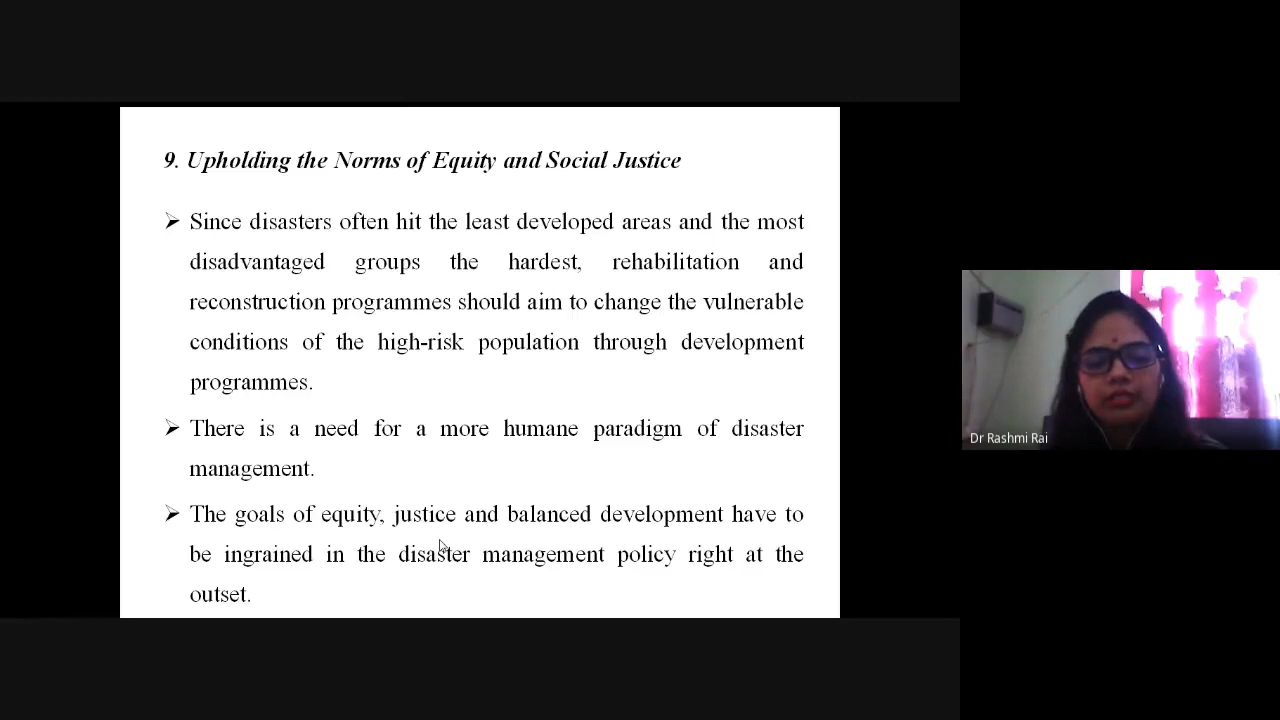 9. Upholding the Norms of Equity and Social Justice
➢ Since disasters often hit the least developed areas and the most
disadvantaged groups the hardest, rehabilitation and
reconstruction programmes should aim to change the vulnerable
conditions of the high-risk population through development
programmes.
➢ There is a need for a more humane paradigm of disaster
management.
➢ The goals of equity, justice and balanced development have to
be ingrained in the disaster management policy right at the
outset.
Dr Rashmi Rai